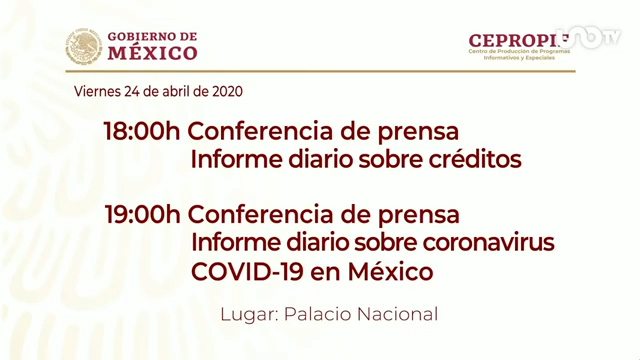 GOBIERNO DE
MÉXICO
CEPROPIE
Centro de Producción de Programas
Informativos y Especiales
Viernes 24 de abril de 2020
18:00h Conferencia de prensa
Informe diario sobre créditos
19:00h Conferencia de prensa
Informe diario sobre coronavirus
COVID-19 en México
Lugar: Palacio Nacional